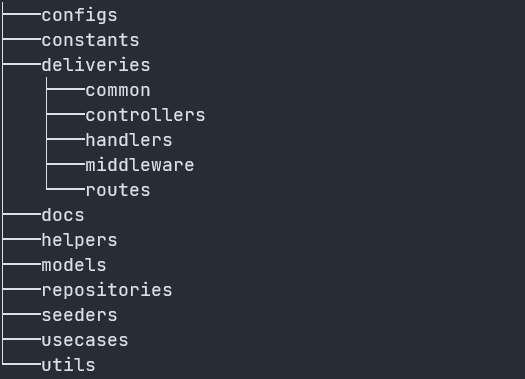 configs
constants
deliveries
common
controllers
handlers
middleware
routes
docs
helpers
models
repositories
seeders
usecases
utils